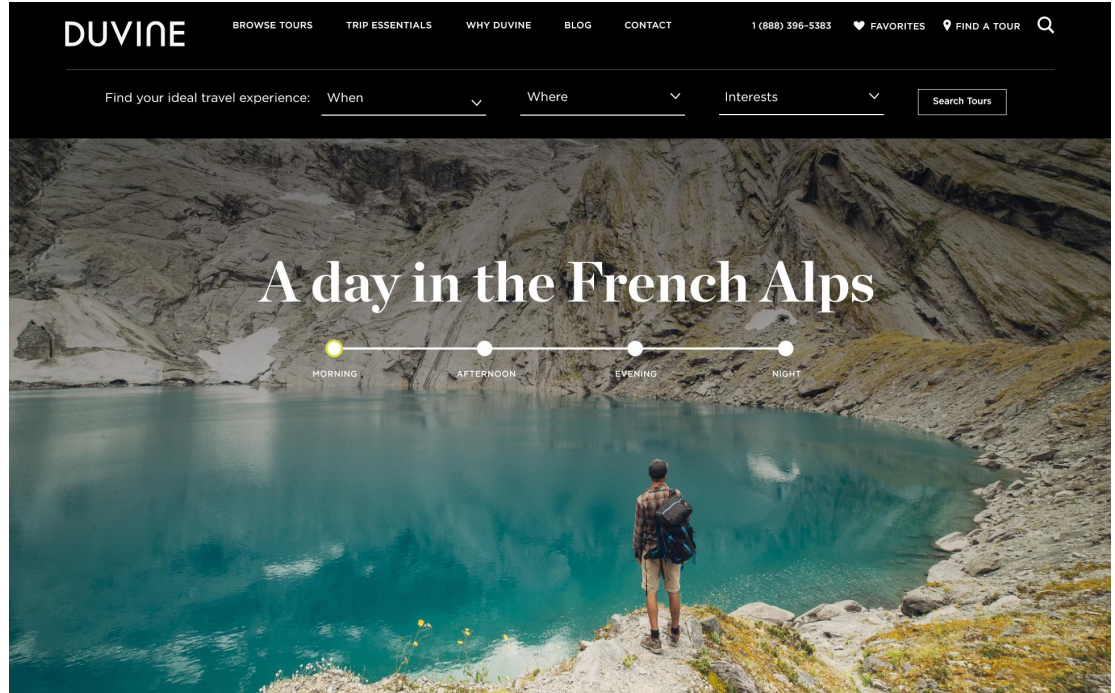 DUVINE
BROWSE TOURS TRIP ESSENTIALS WHY DUVINE BLOG CONTACT 1 (888) 396-5383 FAVORITES FIND A TOUR
Find your ideal travel experience: When Where Interests Search Tours
A day in the French Alps
MORNING AFTERNOON EVENING NIGHT